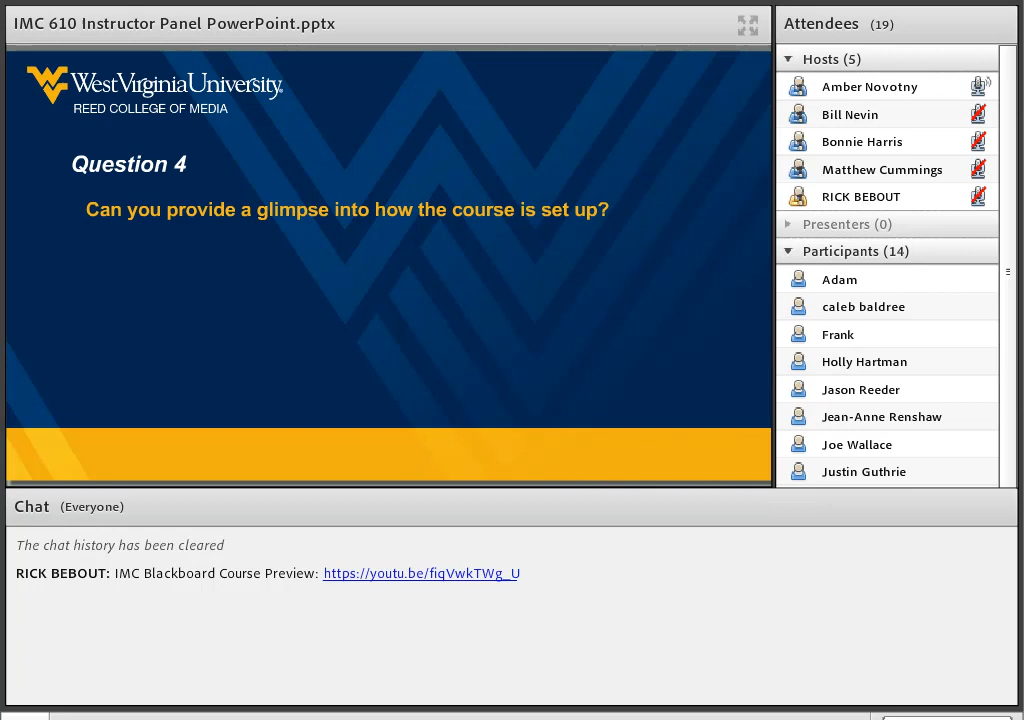 IMC 610 Instructor Panel PowerPoint.pptx
West Virginia University®
REED COLLEGE OF MEDIA
Question 4
Can you provide a glimpse into how the course is set up?
Attendees (19)
Hosts (5)
Amber Novotny
Bill Nevin
Bonnie Harris
Matthew Cummings
RICK BEBOUT
Presenters (0)
Participants (14)
Adam
caleb baldree
Frank
Holly Hartman
Jason Reeder
Jean-Anne Renshaw
Joe Wallace
Justin Guthrie
Chat (Everyone)
The chat history has been cleared
RICK BEBOUT: IMC Blackboard Course Preview: https://youtu.be/fiqVwkTWg_U